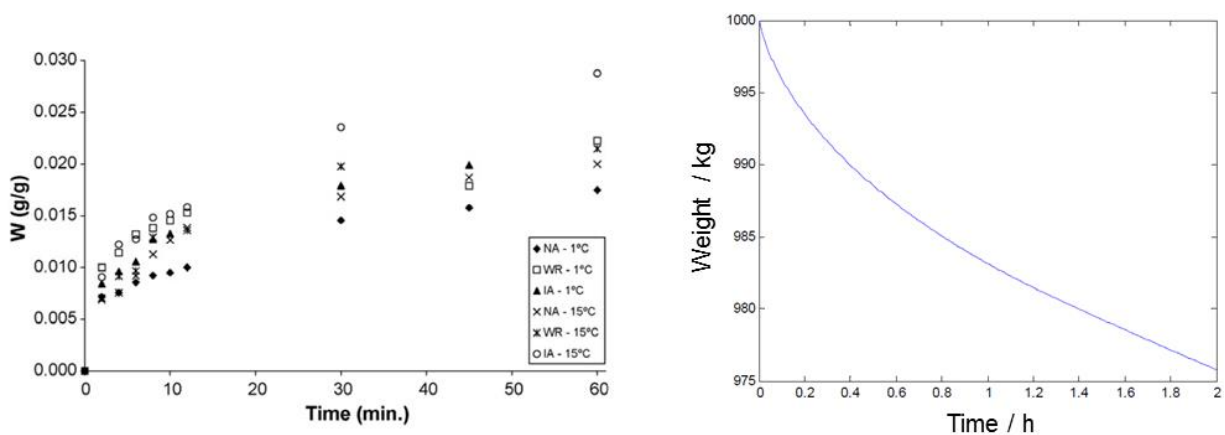 0.030
0.025
0.020
0.015
0.010
0.005
0.000
W (g/g)
0 10 20 30 40 50 60
Time (min.)
NA - 1ºC
WR - 1ºC
IA - 1ºC
NA - 15ºC
WR - 15ºC
IA - 15ºC
1000
995
990
985
980
975
Weight / kg
0 0.2 0.4 0.6 0.8 1 1.2 1.4 1.6 1.8 2
Time / h